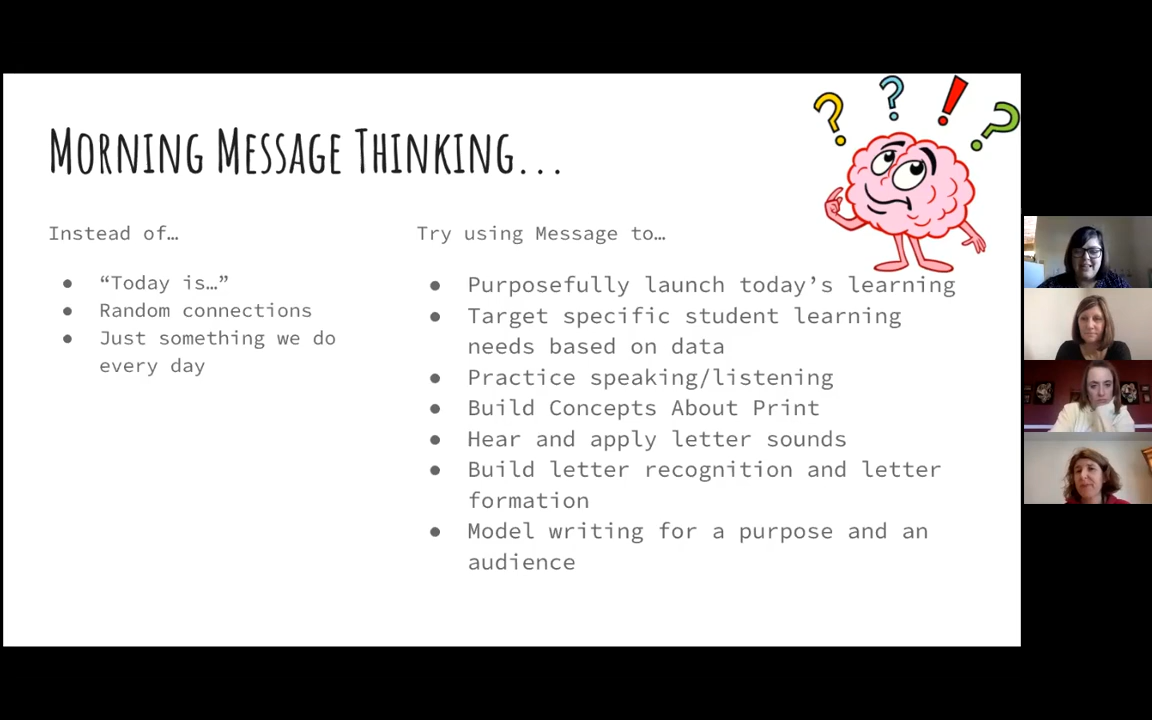 Morning Message Thinking...
Instead of…
“Today is…”
Random connections
Just something we do
every day
Try using Message to…
Purposefully launch today’s learning
Target specific student learning
needs based on data
Practice speaking/listening
Build Concepts About Print
Hear and apply letter sounds
Build letter recognition and letter
formation
Model writing for a purpose and an
audience